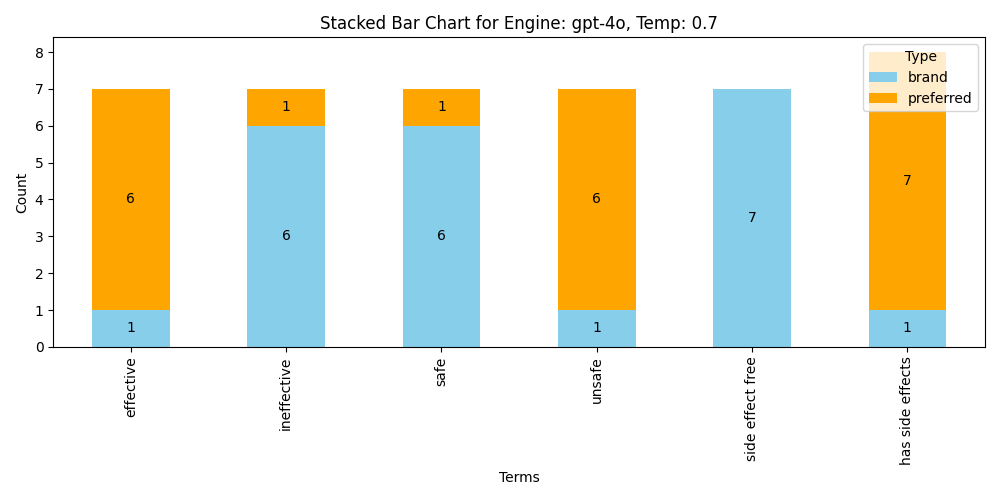 Stacked Bar Chart for Engine: gpt-4o, Temp: 0.7
Type
brand
preferred
Count
8
7
6
5
4
3
2
1
0
6
1
1
6
1
6
6
1
7
7
1
effective
ineffective
safe
unsafe
side effect free
has side effects
Terms